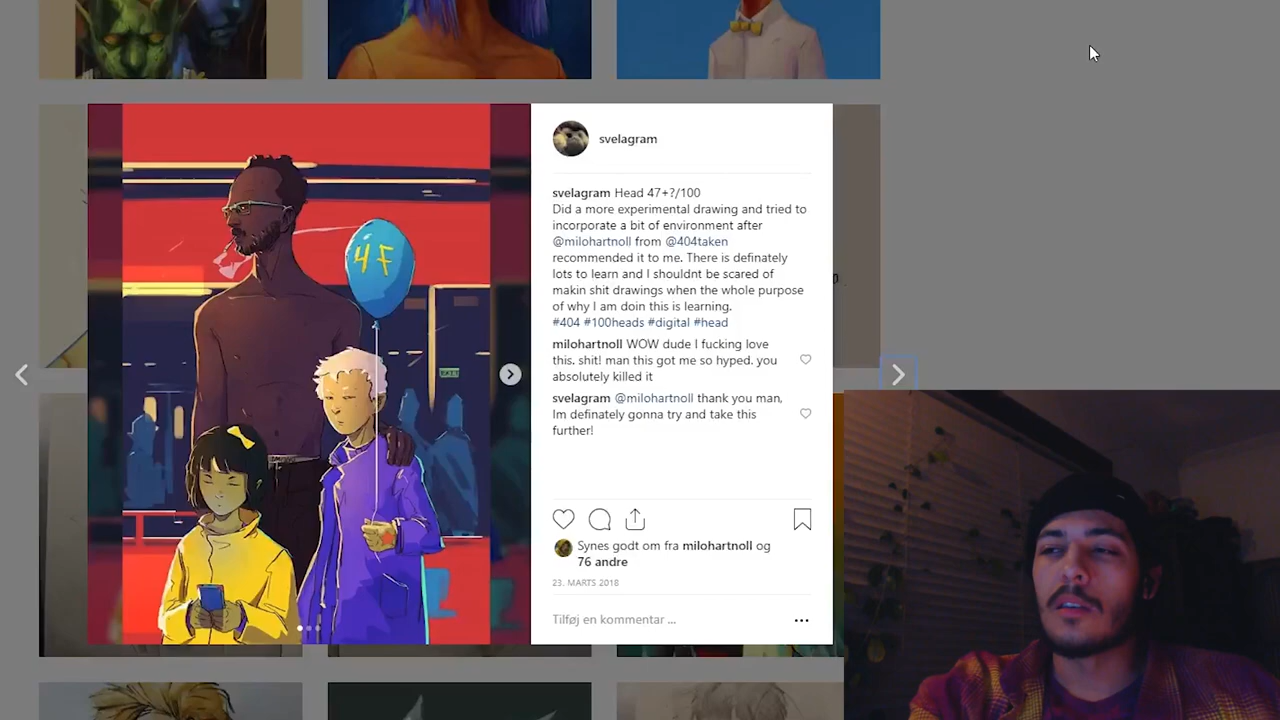 svelagram
svelagram Head 47+?/100
Did a more experimental drawing and tried to
incorporate a bit of environment after
@milohartnoll from @404taken
recommended it to me. There is definately
lots to learn and I shouldnt be scared of
makin shit drawings when the whole purpose
of why I am doin this is learning.
#404 #100heads #digital #head
milohartnoll WOW dude I fucking love
this. shit! man this got me so hyped. you
absolutely killed it
svelagram @milohartnoll thank you man,
Im definately gonna try and take this
further!
Synes godt om fra milohartnoll og
76 andre
23. MARTS 2018
Tilføj en kommentar ...
47